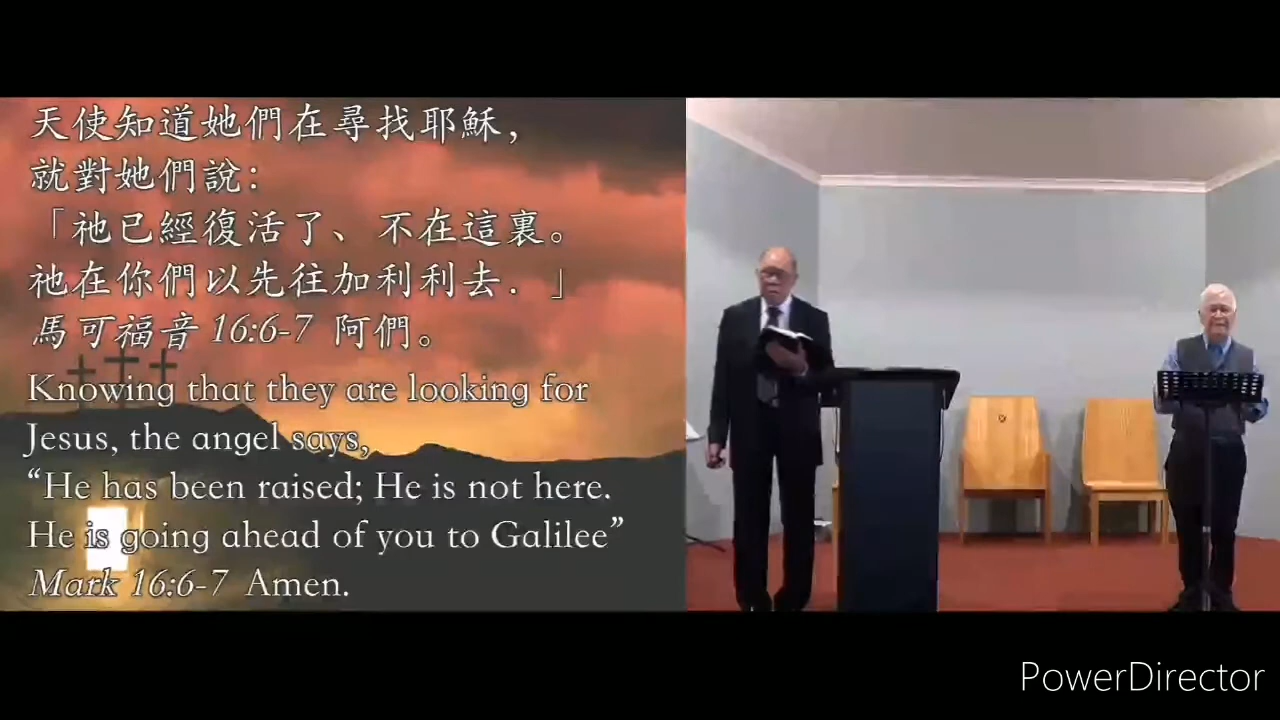 天使知道她們在尋找耶穌，
就對她們說：
「祂已經復活了、不在這裏。
祂在你們以先往加利利去．」
馬可福音 16:6-7 阿們。
Knowing that they are looking for
Jesus, the angel says,
“He has been raised; He is not here.
He is going ahead of you to Galilee”
Mark 16:6-7 Amen.
PowerDirector